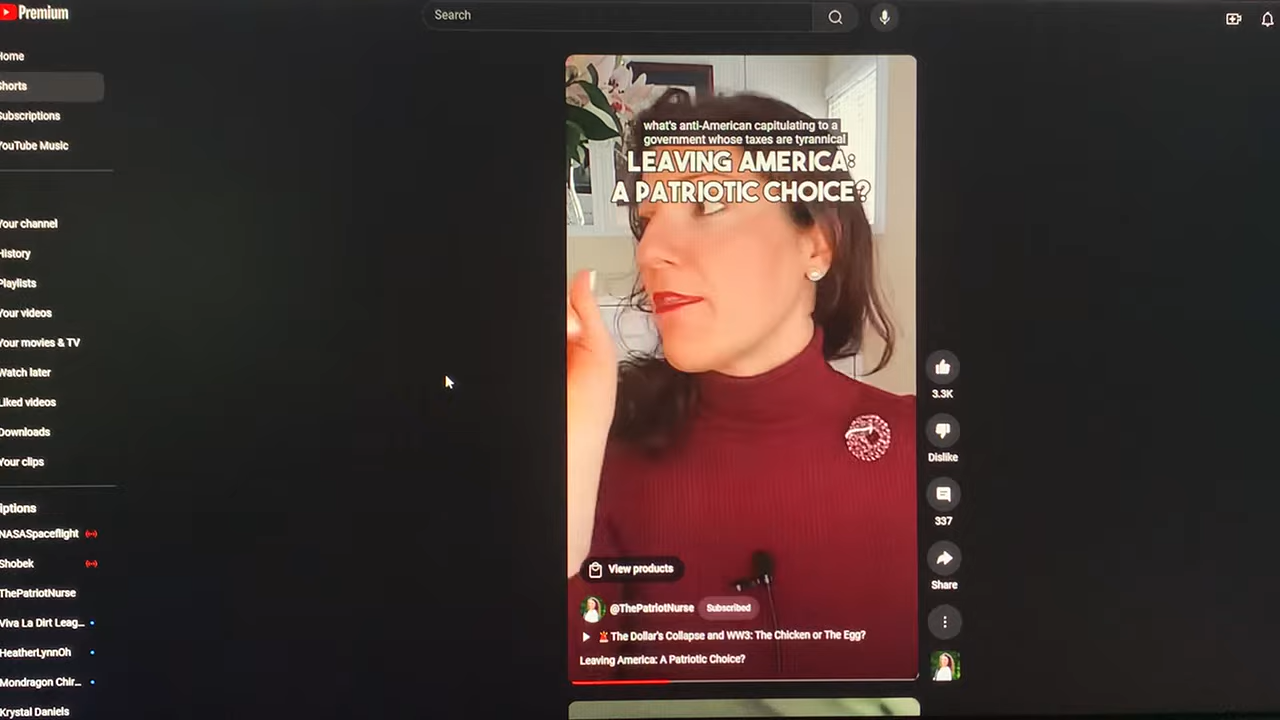 Premium
Search
Home
Shorts
Subscriptions
YouTube Music
Your channel
History
Playlists
Your videos
Your movies & TV
Watch later
Liked videos
Downloads
Your clips
iptions
NASASpaceflight
Shobek
ThePatriotNurse
Viva La Dirt Leag...
HeatherLynnOh
Mondragon Chir...
Krystal Daniels
what's anti-American capitulating to a
government whose taxes are tyrannical
LEAVING AMERICA:
A PATRIOTIC CHOICE?
View products
@ThePatriotNurse Subscribed
The Dollar's Collapse and WW3: The Chicken or The Egg?
Leaving America: A Patriotic Choice?
3.3K
Dislike
337
Share